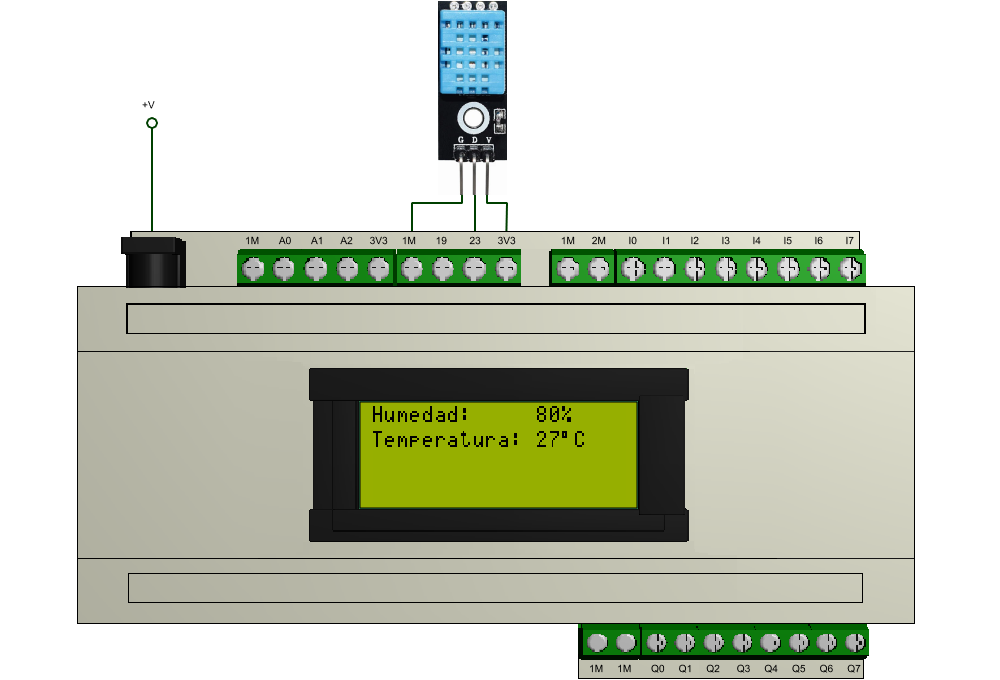 +V
G D V
1M A0 A1 A2 3V3 1M 19 23 3V3 1M 2M I0 I1 I2 I3 I4 I5 I6 I7
Humedad: 80%
Temperatura: 27°C
1M 1M Q0 Q1 Q2 Q3 Q4 Q5 Q6 Q7